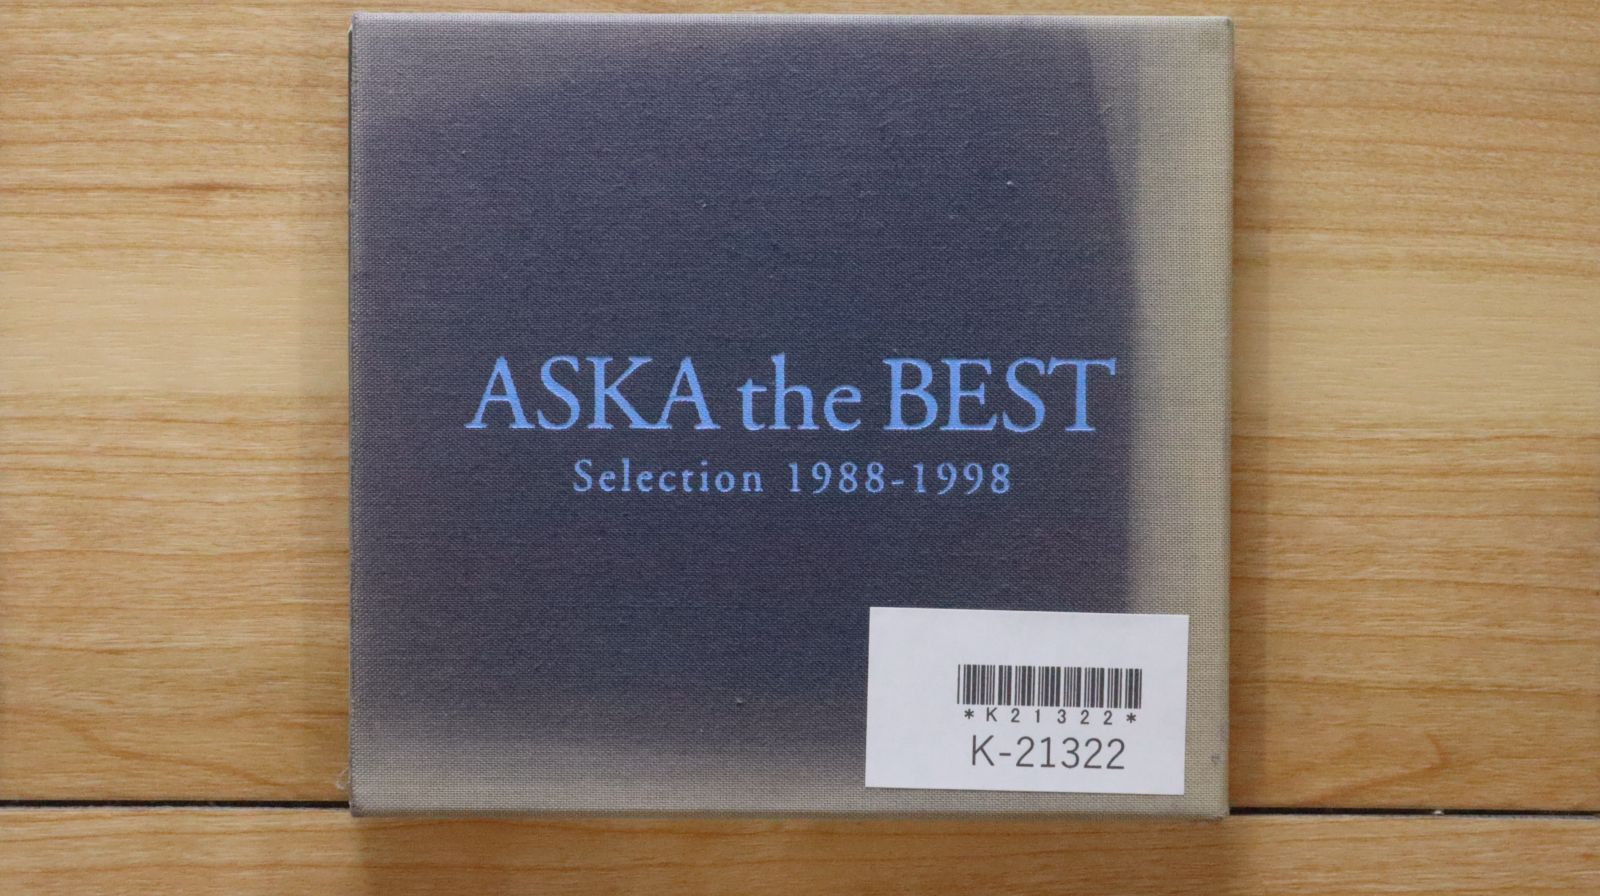 ASKA the BEST
Selection 1988-1998
*K21322*
K-21322